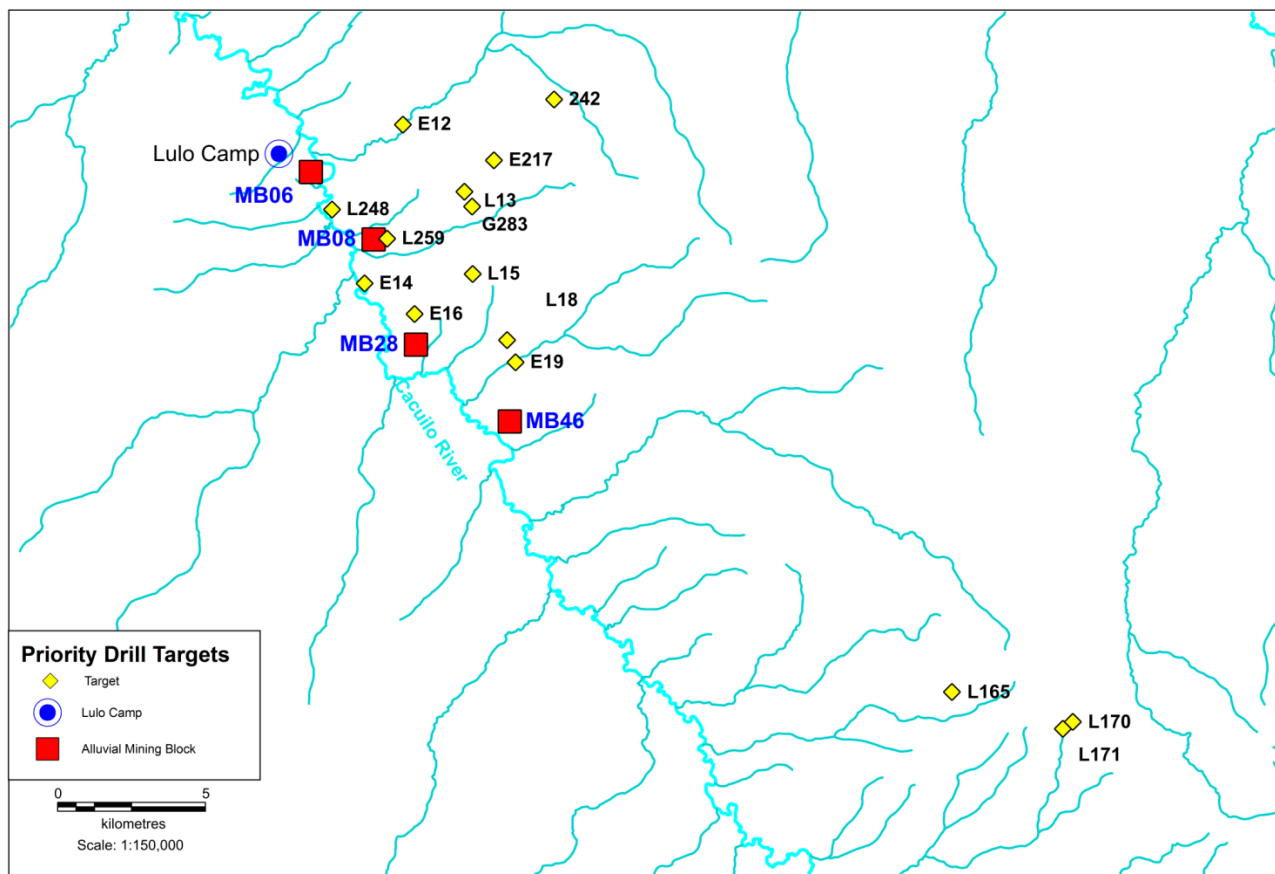 242
E12
Lulo Camp
E217
MB06
L13
L248
G283
MB08
L259
L15
E14
L18
E16
MB28
E19
Cacuilo River
MB46
Priority Drill Targets
Target
Lulo Camp
Alluvial Mining Block
0 5
kilometres
Scale: 1:150,000
L165
L170
L171